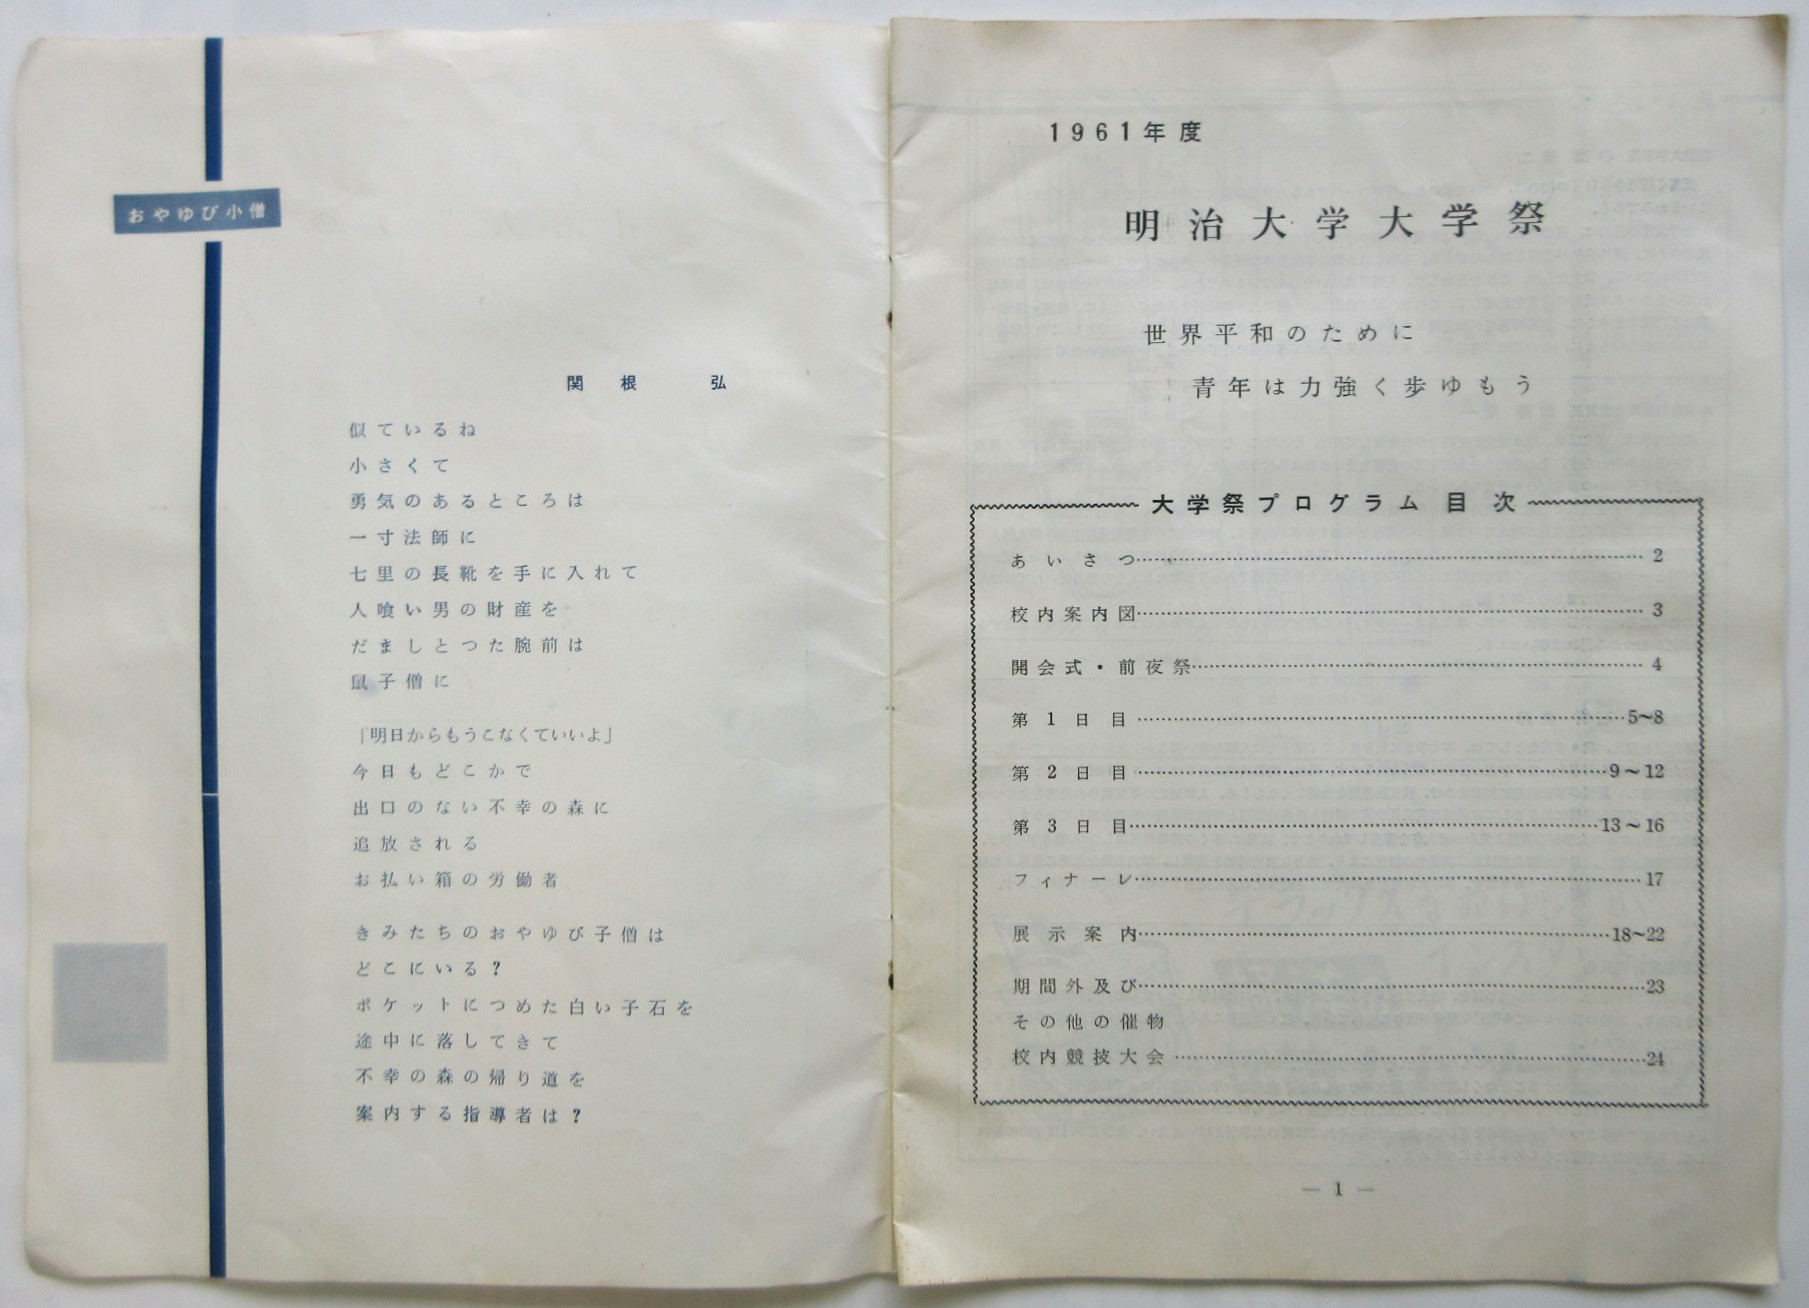 おやゆび小僧
関根 弘
似ているね
小さくて
勇気のあるところは
一寸法師に
七里の長靴を手に入れて
人喰い男の財産を
だましとつた腕前は
鼠子僧に
「明日からもうこなくていいよ」
今日もどこかで
出口のない不幸の森に
追放される
お払い箱の労働者
きみたちのおやゆび子僧は
どこにいる?
ポケットにつめた白い子石を
途中に落してきて
不幸の森の帰り道を
案内する指導者は?
1961年度
明治大学大学祭
世界平和のために
青年は力強く歩ゆもう
大学祭プログラム 目次
あいさつ……2
校内案内図……3
開会式・前夜祭……4
第1日目……5~8
第2日目……9~12
第3日目……13~16
フィナーレ……17
展示案内……18~22
期間外及び……23
その他の催物
校内競技大会……24
— 1 —